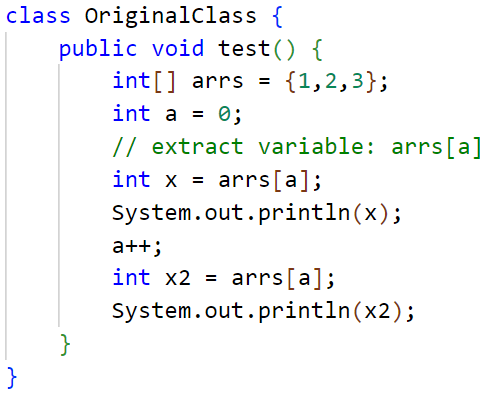 class OriginalClass {
    public void test() {
        int[] arrs = {1,2,3};
        int a = 0;
        // extract variable: arrs[a]
        int x = arrs[a];
        System.out.println(x);
        a++;
        int x2 = arrs[a];
        System.out.println(x2);
    }
}